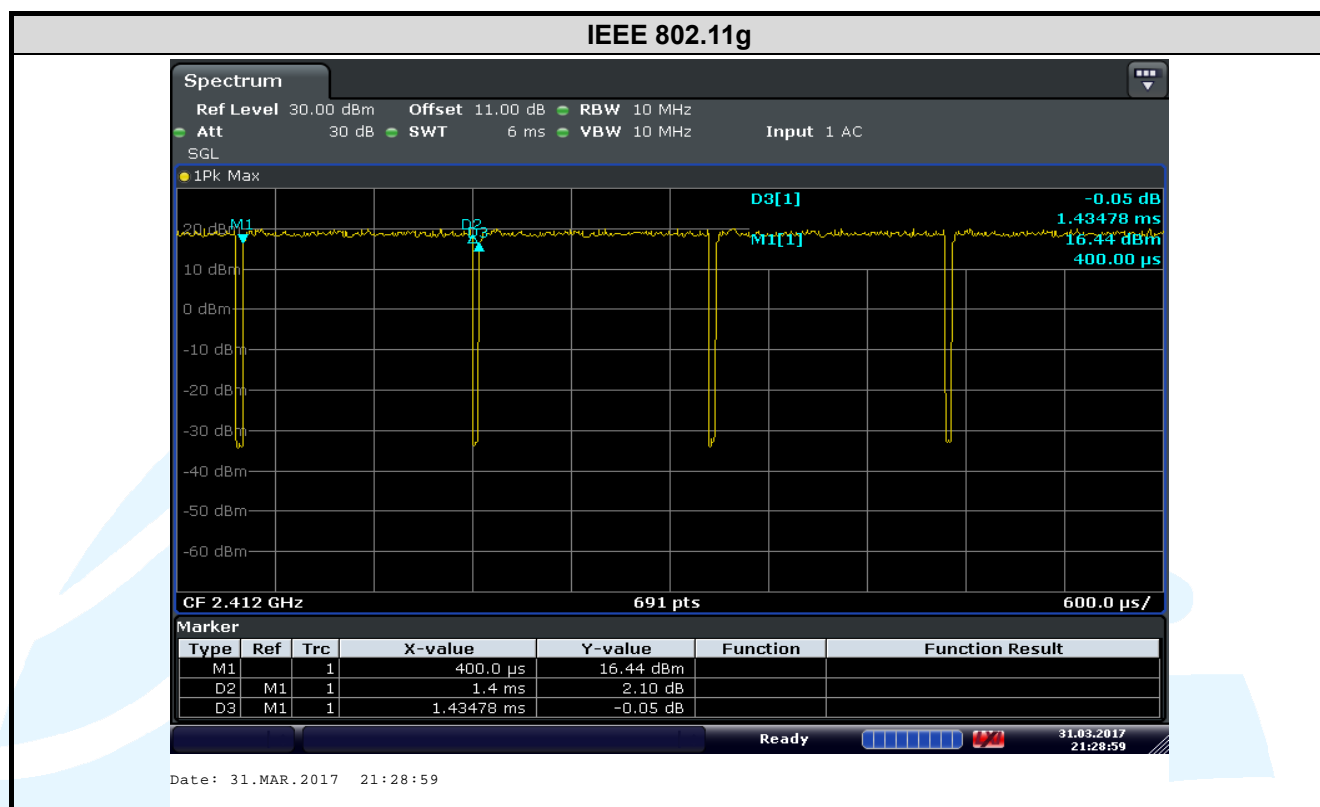 IEEE 802.11g
Spectrum
Ref Level 30.00 dBm Offset 11.00 dB RBW 10 MHz
Att 30 dB SWT 6 ms VBW 10 MHz Input 1 AC
SGL
1Pk Max
D3[1] -0.05 dB
1.43478 ms
M1[1] 16.44 dBm
400.00 µs
M1
D2
D3
20 dBm
10 dBm
0 dBm
-10 dBm
-20 dBm
-30 dBm
-40 dBm
-50 dBm
-60 dBm
CF 2.412 GHz 691 pts 600.0 µs/
Marker
Type Ref Trc X-value Y-value Function Function Result
M1 1 400.0 µs 16.44 dBm
D2 M1 1 1.4 ms 2.10 dB
D3 M1 1 1.43478 ms -0.05 dB
Ready 31.03.2017
21:28:59
Date: 31.MAR.2017 21:28:59